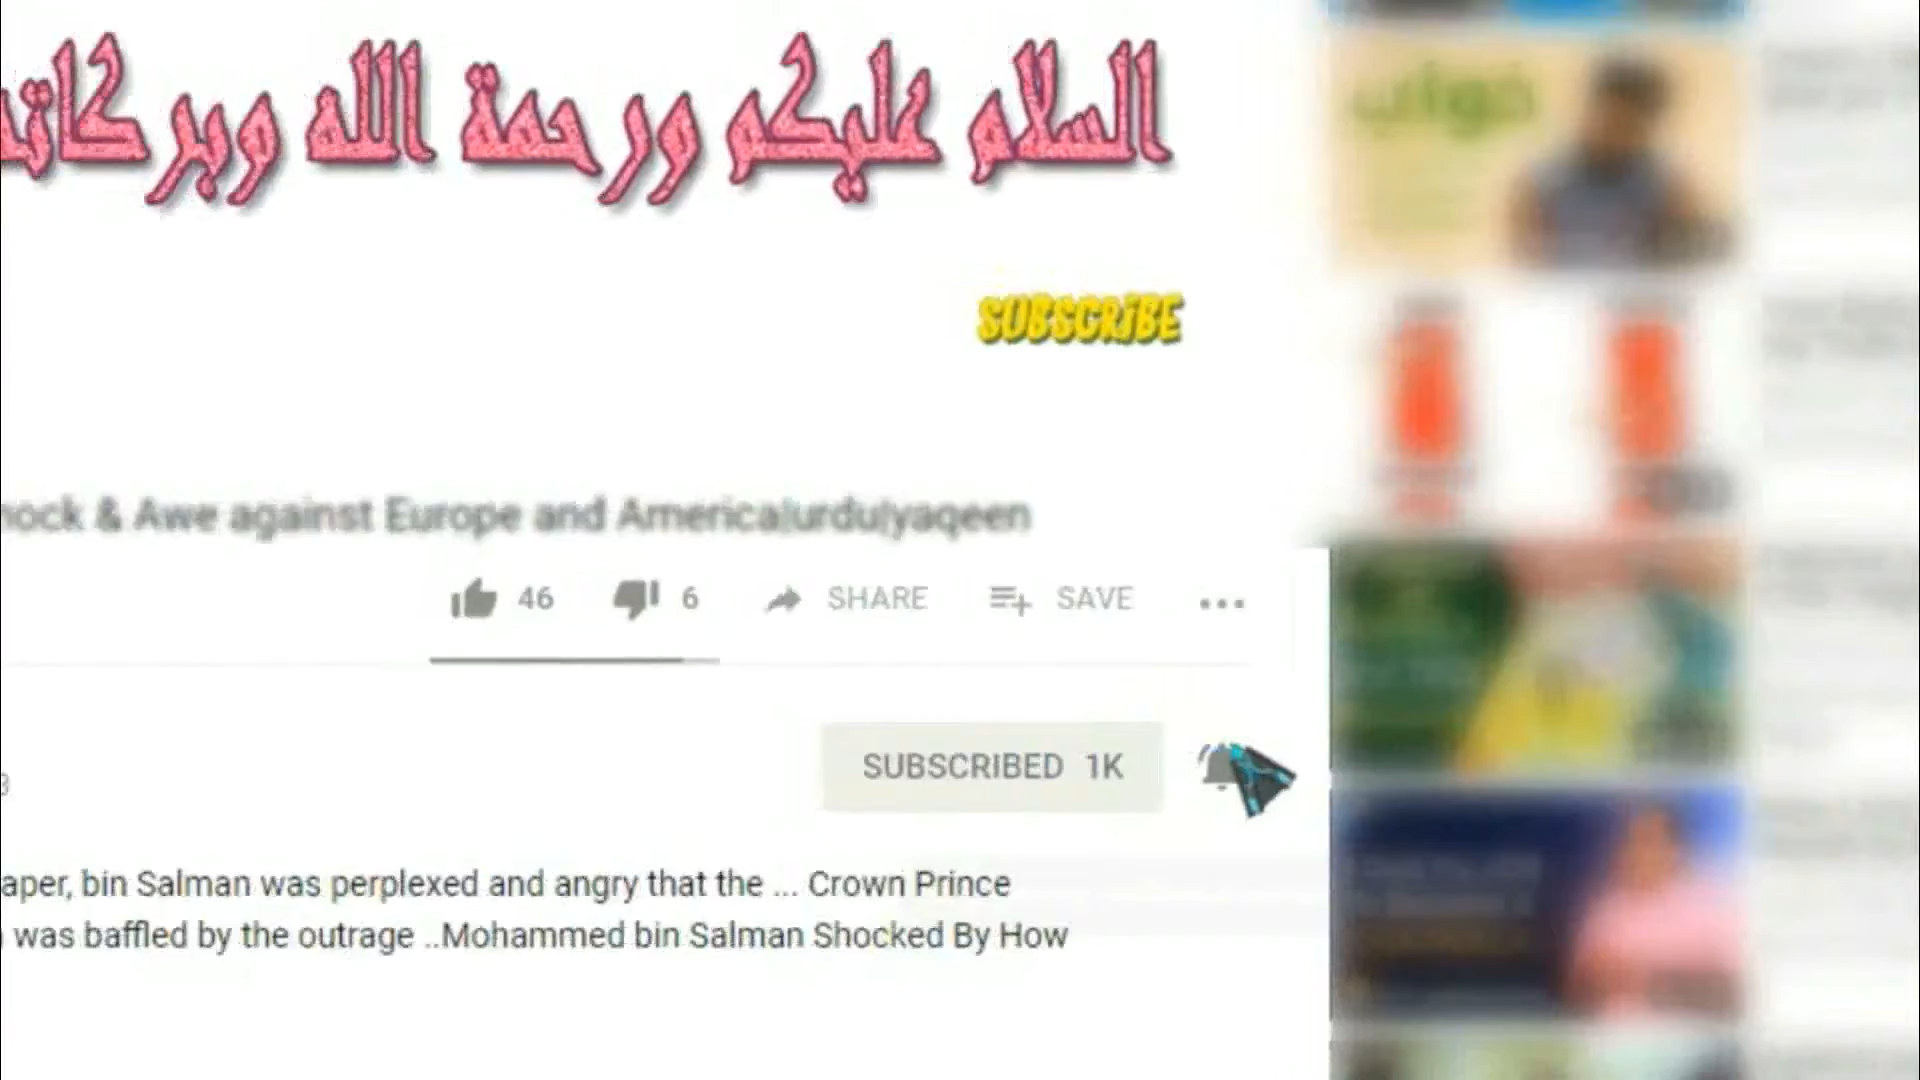 السلام عليكم ورحمة الله وبركاته
SUBSCRIBE
hock & Awe against Europe and America|urdu|yaqeen
46 6 SHARE SAVE
SUBSCRIBED 1K
aper, bin Salman was perplexed and angry that the ... Crown Prince
was baffled by the outrage ..Mohammed bin Salman Shocked By How